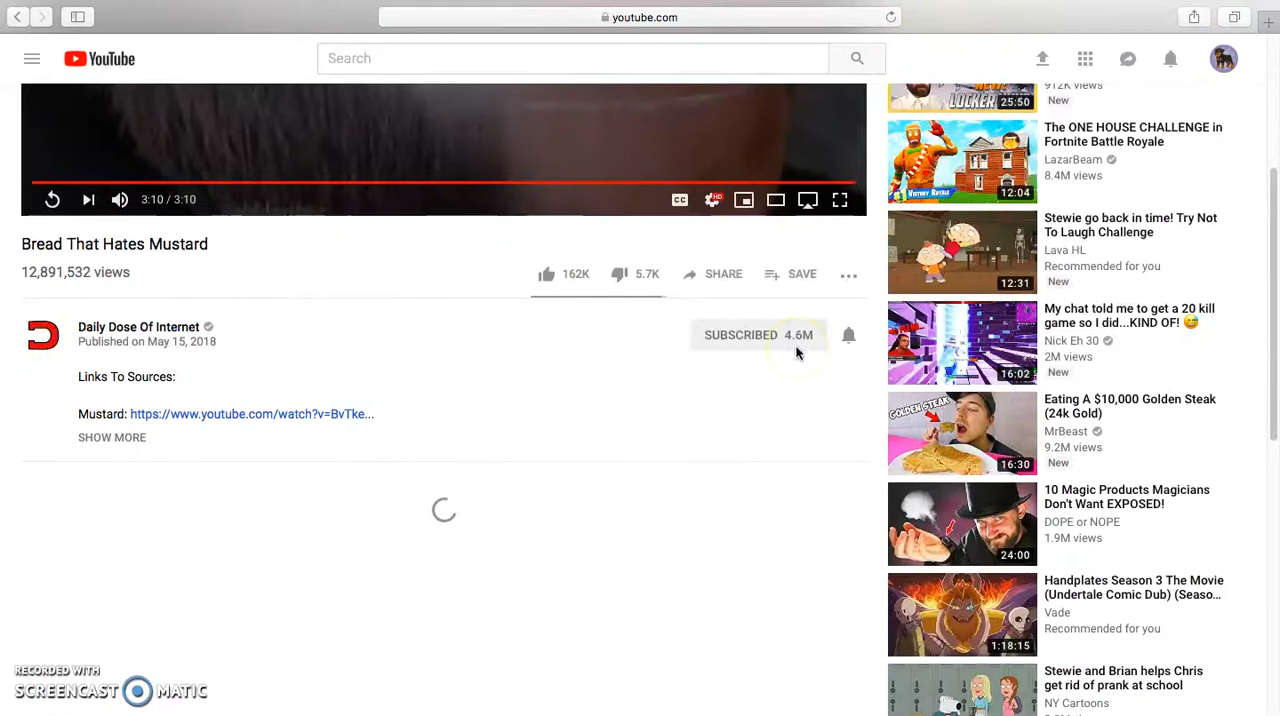 youtube.com
YouTube
Search
LOCKER
25:50
912K views
New
The ONE HOUSE CHALLENGE in
Fortnite Battle Royale
LazarBeam
8.4M views
VICTORY ROYALE
12:04
3:10 / 3:10
CC
HD
Bread That Hates Mustard
12,891,532 views
162K
5.7K
SHARE
SAVE
Stewie go back in time! Try Not
To Laugh Challenge
Lava HL
Recommended for you
New
12:31
Daily Dose Of Internet
Published on May 15, 2018
SUBSCRIBED 4.6M
Links To Sources:
Mustard: https://www.youtube.com/watch?v=BvTke...
SHOW MORE
My chat told me to get a 20 kill
game so I did...KIND OF! 😅
Nick Eh 30
2M views
New
16:02
Eating A $10,000 Golden Steak
(24k Gold)
MrBeast
9.2M views
New
GOLDEN STEAK
16:30
10 Magic Products Magicians
Don't Want EXPOSED!
DOPE or NOPE
1.9M views
24:00
Handplates Season 3 The Movie
(Undertale Comic Dub) (Seaso...
Vade
Recommended for you
1:18:15
Stewie and Brian helps Chris
get rid of prank at school
NY Cartoons
RECORDED WITH
SCREENCAST MATIC